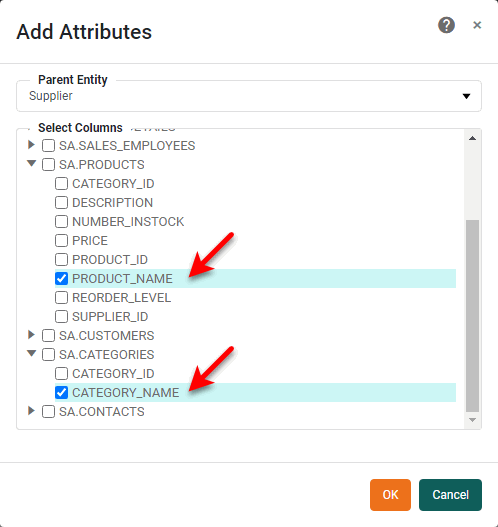 Add Attributes
Parent Entity
Supplier
Select Columns
SA.SALES_EMPLOYEES
SA.PRODUCTS
CATEGORY_ID
DESCRIPTION
NUMBER_INSTOCK
PRICE
PRODUCT_ID
PRODUCT_NAME
REORDER_LEVEL
SUPPLIER_ID
SA.CUSTOMERS
SA.CATEGORIES
CATEGORY_ID
CATEGORY_NAME
SA.CONTACTS
OK
Cancel